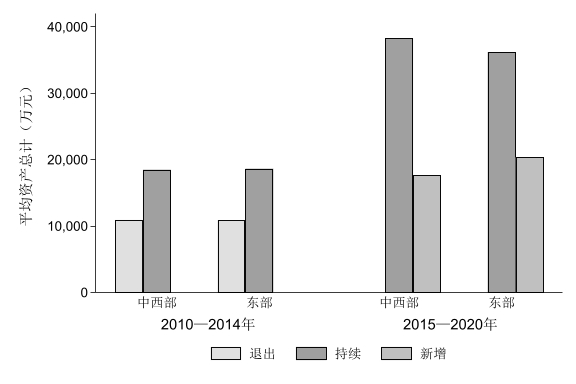 平均资产总计（万元）
40,000
30,000
20,000
10,000
0
中西部 东部 中西部 东部
2010—2014年 2015—2020年
退出 持续 新增